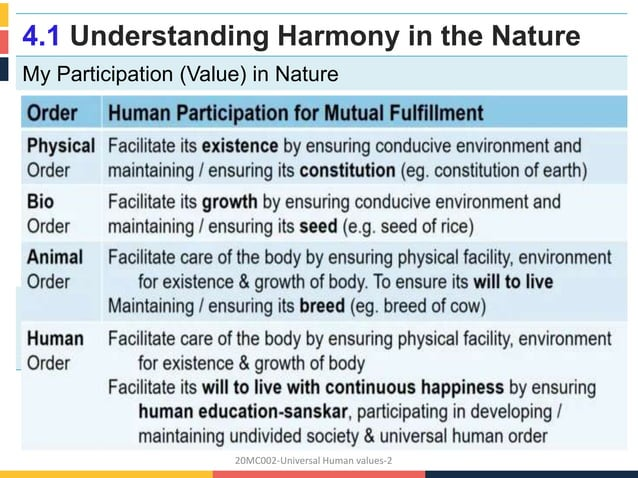 4.1 Understanding Harmony in the Nature
My Participation (Value) in Nature
Order Human Participation for Mutual Fulfillment
Physical Facilitate its existence by ensuring conducive environment and
Order maintaining / ensuring its constitution (eg. constitution of earth)
Bio Facilitate its growth by ensuring conducive environment and
Order maintaining / ensuring its seed (e.g. seed of rice)
Animal Facilitate care of the body by ensuring physical facility, environment
Order for existence & growth of body. To ensure its will to live
Maintaining / ensuring its breed (eg. breed of cow)
Human Facilitate care of the body by ensuring physical facility, environment
Order for existence & growth of body
Facilitate its will to live with continuous happiness by ensuring
human education-sanskar, participating in developing /
maintaining undivided society & universal human order
20MC002-Universal Human values-2